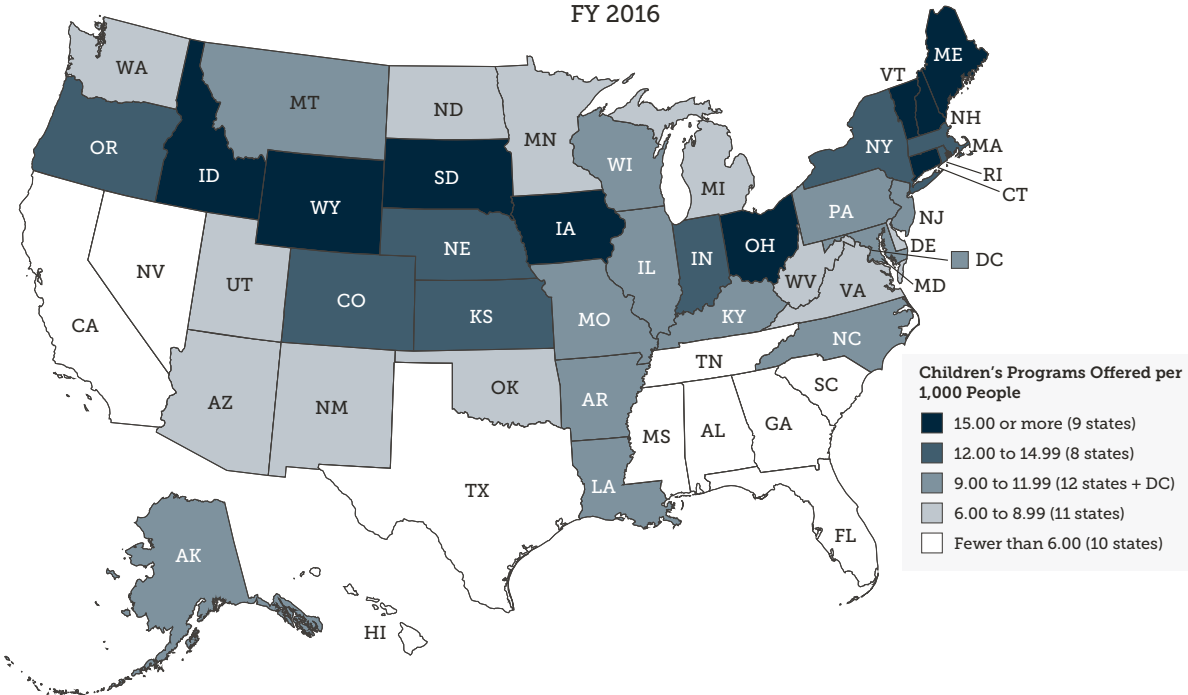 FY 2016
ME
VT
WA
MT
ND
MN
NH
OR
NY
MA
ID
SD
WI
RI
MI
CT
WY
IA
PA
NJ
NE
OH
DE
IL
IN
DC
NV
UT
WV
MD
CO
VA
CA
KS
MO
KY
NC
TN
AZ
OK
SC
NM
AR
GA
MS
AL
TX
LA
FL
AK
HI
Children’s Programs Offered per
1,000 People
15.00 or more (9 states)
12.00 to 14.99 (8 states)
9.00 to 11.99 (12 states + DC)
6.00 to 8.99 (11 states)
Fewer than 6.00 (10 states)